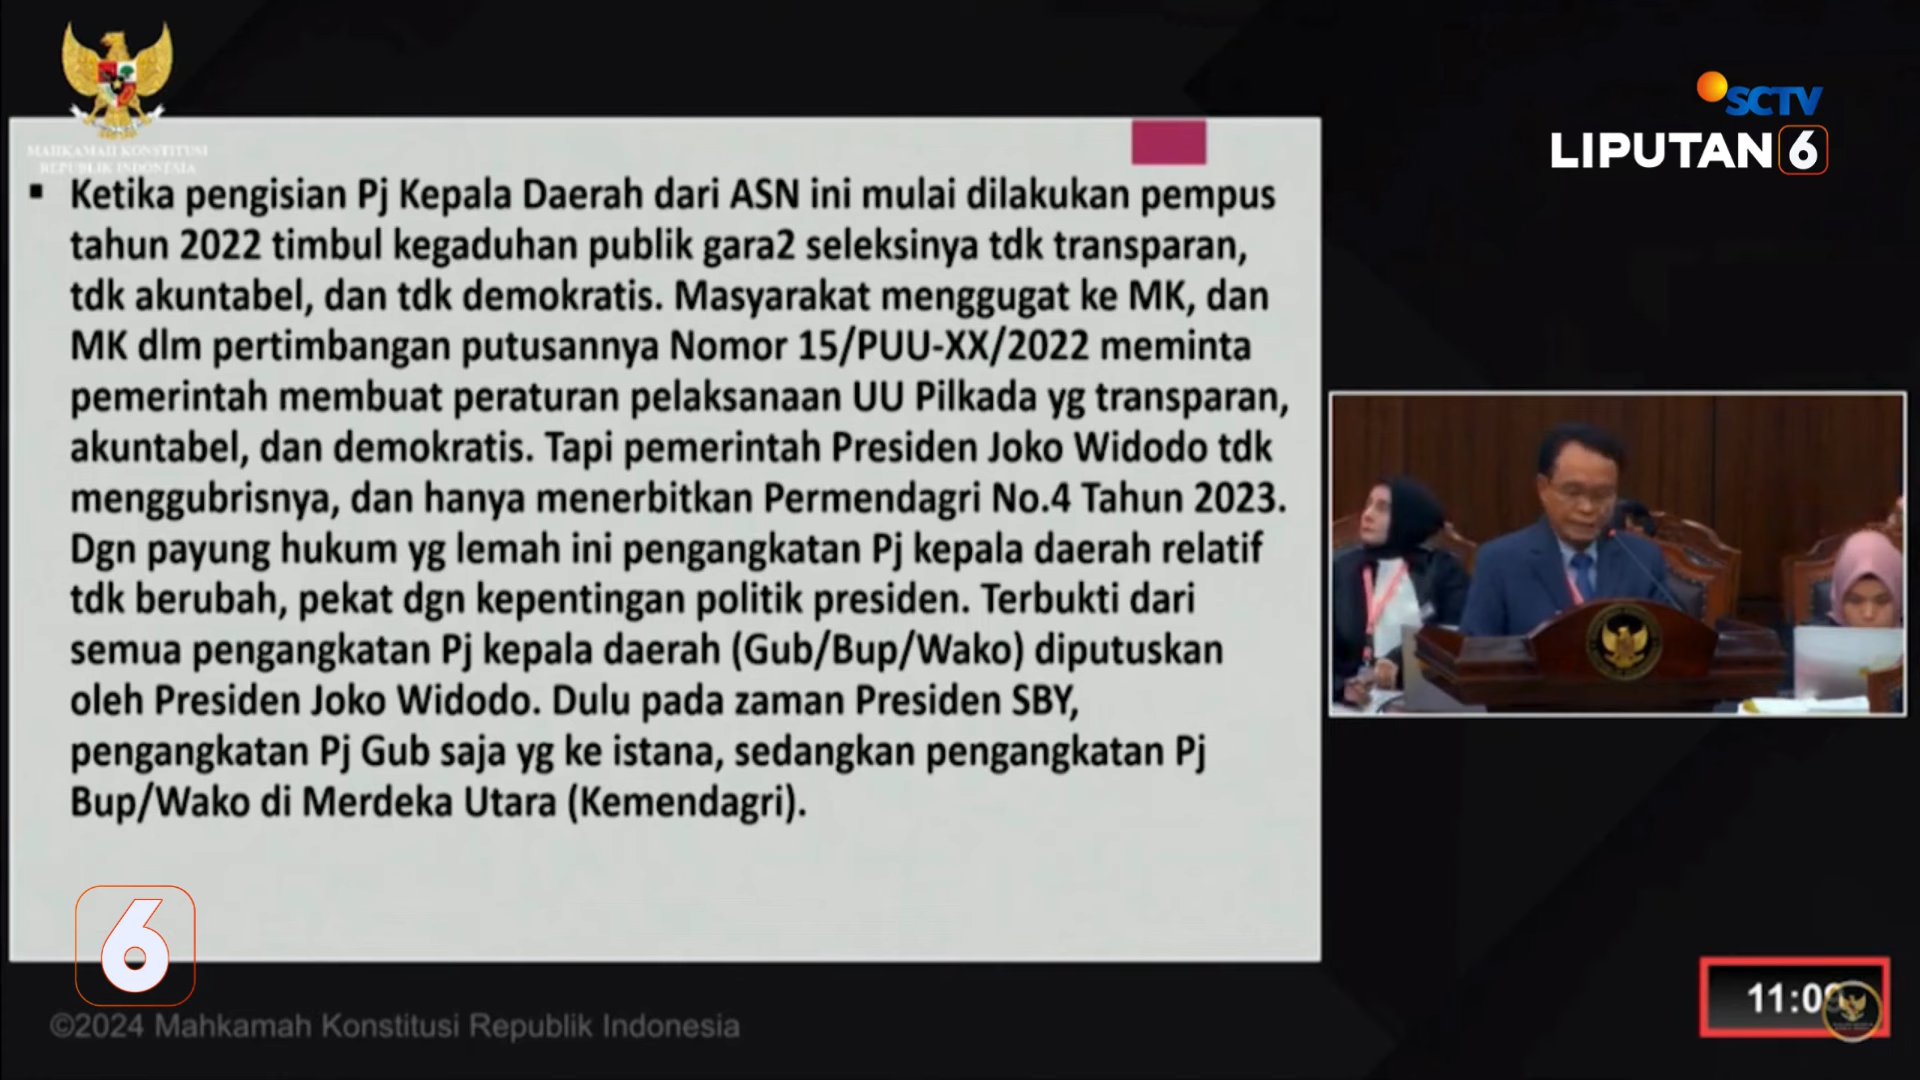 MAHKAMAH KONSTITUSI
REPUBLIK INDONESIA
SCTV
LIPUTAN 6
▪ Ketika pengisian Pj Kepala Daerah dari ASN ini mulai dilakukan pempus
tahun 2022 timbul kegaduhan publik gara2 seleksinya tdk transparan,
tdk akuntabel, dan tdk demokratis. Masyarakat menggugat ke MK, dan
MK dlm pertimbangan putusannya Nomor 15/PUU-XX/2022 meminta
pemerintah membuat peraturan pelaksanaan UU Pilkada yg transparan,
akuntabel, dan demokratis. Tapi pemerintah Presiden Joko Widodo tdk
menggubrisnya, dan hanya menerbitkan Permendagri No.4 Tahun 2023.
Dgn payung hukum yg lemah ini pengangkatan Pj kepala daerah relatif
tdk berubah, pekat dgn kepentingan politik presiden. Terbukti dari
semua pengangkatan Pj kepala daerah (Gub/Bup/Wako) diputuskan
oleh Presiden Joko Widodo. Dulu pada zaman Presiden SBY,
pengangkatan Pj Gub saja yg ke istana, sedangkan pengangkatan Pj
Bup/Wako di Merdeka Utara (Kemendagri).
6
©2024 Mahkamah Konstitusi Republik Indonesia